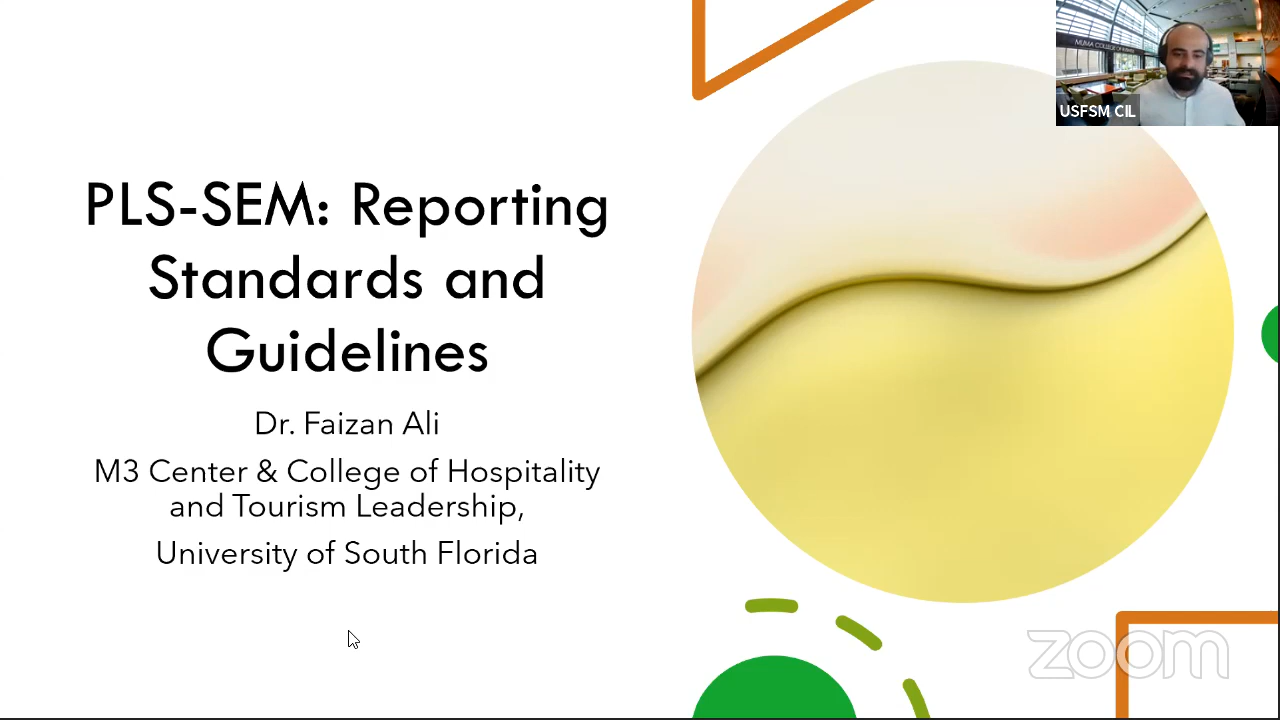 PLS-SEM: Reporting
Standards and
Guidelines
Dr. Faizan Ali
M3 Center & College of Hospitality
and Tourism Leadership,
University of South Florida
USFSM CIL
zoom